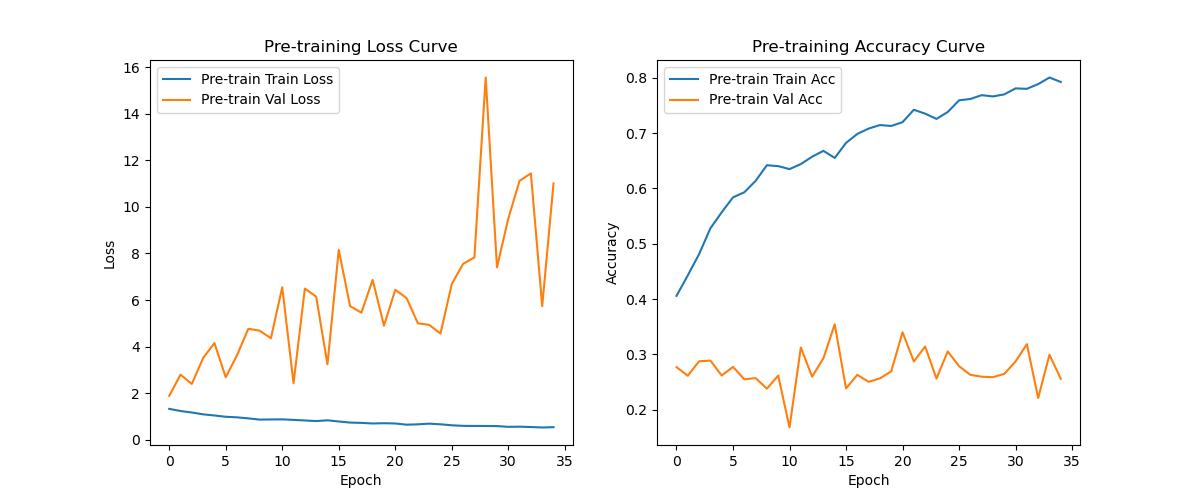 Pre-training Loss Curve
Pre-train Train Loss
Pre-train Val Loss
16
14
12
10
8
6
4
2
0
Loss
0 5 10 15 20 25 30 35
Epoch
Pre-training Accuracy Curve
Pre-train Train Acc
Pre-train Val Acc
0.8
0.7
0.6
0.5
0.4
0.3
0.2
Accuracy
0 5 10 15 20 25 30 35
Epoch